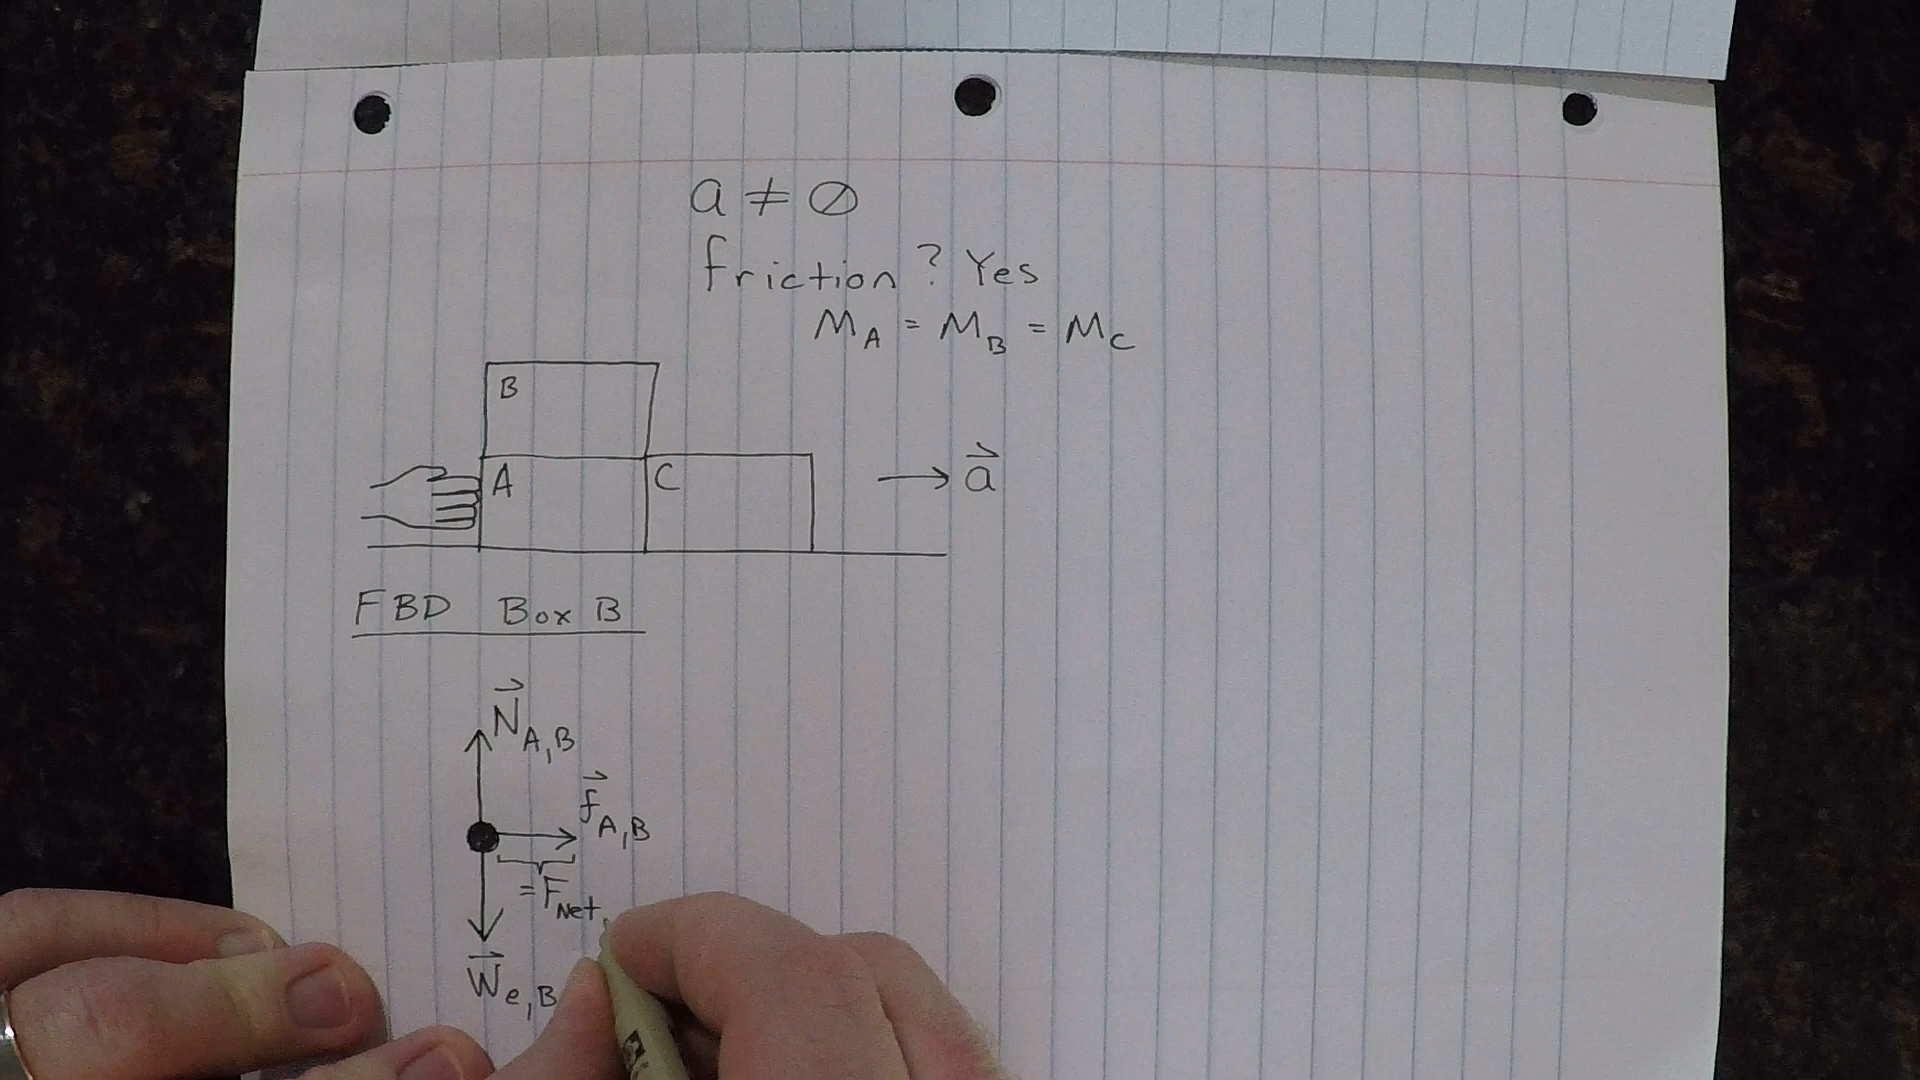 a ≠ ∅
friction? Yes
M_A = M_B = M_C
B
A
C
→ a⃗
FBD Box B
N⃗_A,B
f⃗_A,B
= F_Net,
W⃗_e,B